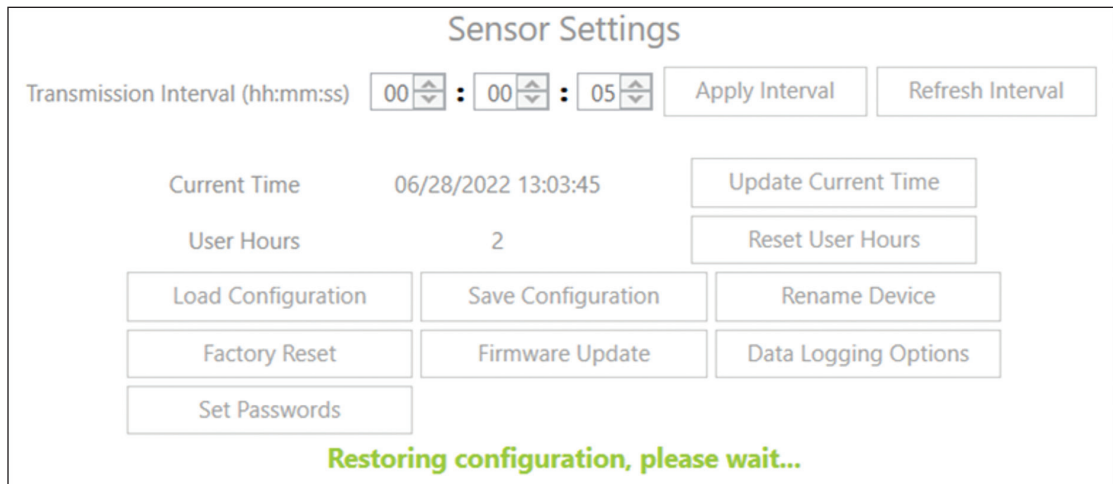 Sensor Settings
Transmission Interval (hh:mm:ss) 00 : 00 : 05 Apply Interval Refresh Interval
Current Time 06/28/2022 13:03:45 Update Current Time
User Hours 2 Reset User Hours
Load Configuration Save Configuration Rename Device
Factory Reset Firmware Update Data Logging Options
Set Passwords
Restoring configuration, please wait...